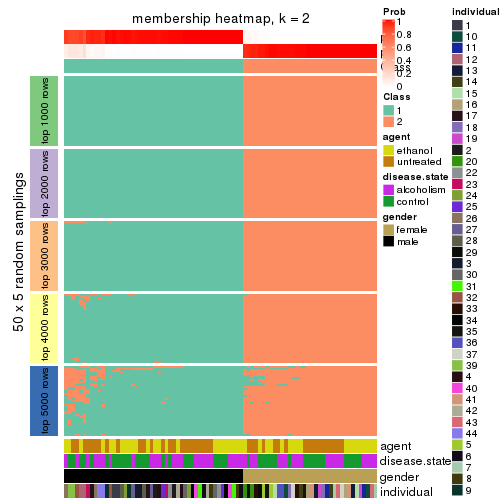 membership heatmap, k = 2
50 x 5 random samplings
top 1000 rows
top 2000 rows
top 3000 rows
top 4000 rows
top 5000 rows
p
p
Class
agent
disease.state
gender
individual
Prob
1
0.8
0.6
0.4
0.2
0
Class
1
2
agent
ethanol
untreated
disease.state
alcoholism
control
gender
female
male
individual
1
10
11
12
13
14
15
16
17
18
19
2
20
22
23
24
25
26
27
28
29
3
30
31
32
33
34
35
36
37
39
4
40
41
42
43
44
5
6
7
8
9